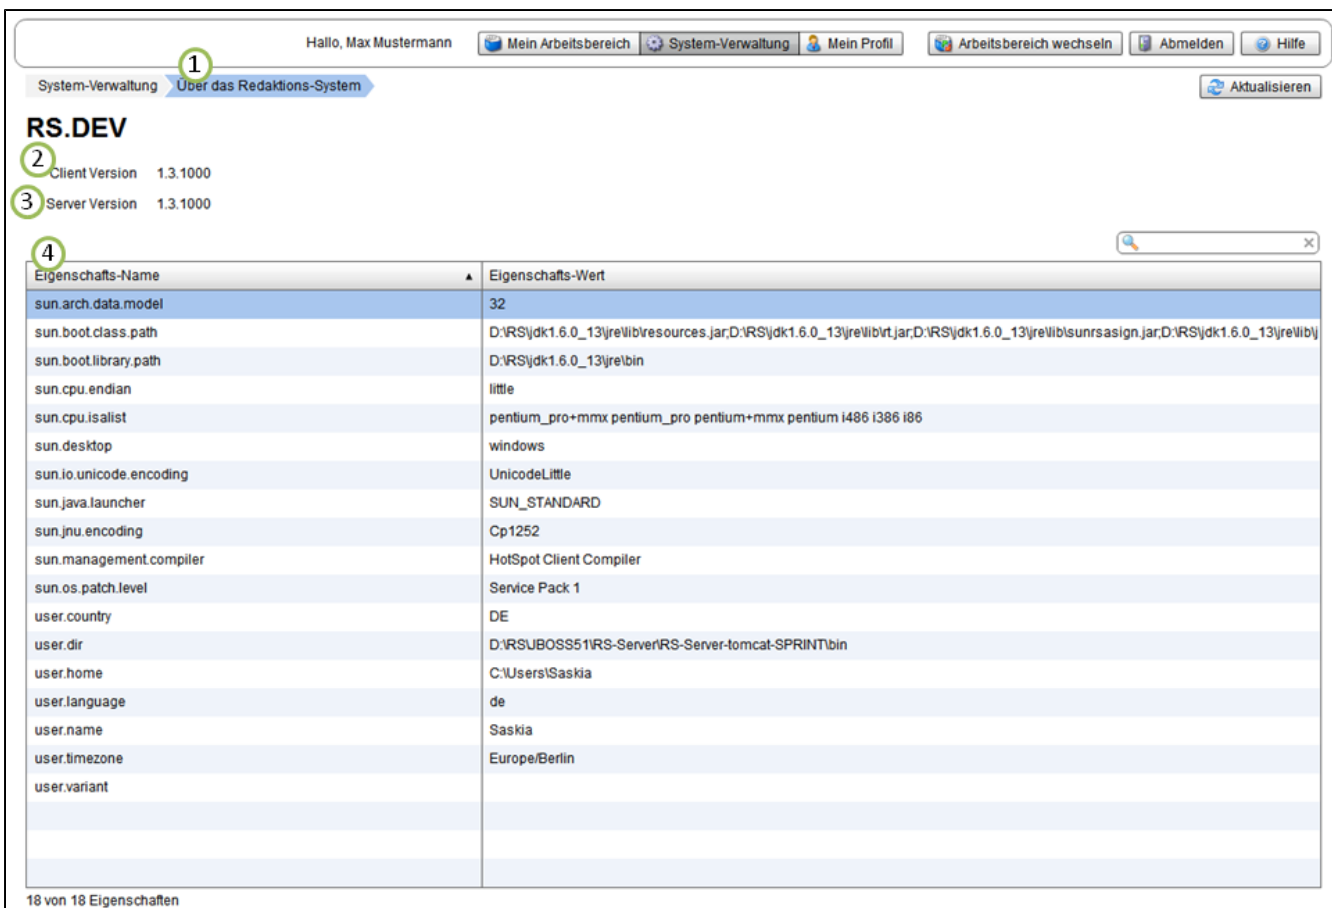 Hallo, Max Mustermann Mein Arbeitsbereich System-Verwaltung Mein Profil Arbeitsbereich wechseln Abmelden Hilfe
1
System-Verwaltung Über das Redaktions-System Aktualisieren
RS.DEV
2
Client Version 1.3.1000
3 Server Version 1.3.1000
4
Eigenschafts-Name Eigenschafts-Wert
sun.arch.data.model 32
sun.boot.class.path D:\RS\jdk1.6.0_13\jre\lib\resources.jar;D:\RS\jdk1.6.0_13\jre\lib\rt.jar;D:\RS\jdk1.6.0_13\jre\lib\sunrsasign.jar;D:\RS\jdk1.6.0_13\jre\lib\j
sun.boot.library.path D:\RS\jdk1.6.0_13\jre\bin
sun.cpu.endian little
sun.cpu.isalist pentium_pro+mmx pentium_pro pentium+mmx pentium i486 i386 i86
sun.desktop windows
sun.io.unicode.encoding UnicodeLittle
sun.java.launcher SUN_STANDARD
sun.jnu.encoding Cp1252
sun.management.compiler HotSpot Client Compiler
sun.os.patch.level Service Pack 1
user.country DE
user.dir D:\RS\JBOSS51\RS-Server\RS-Server-tomcat-SPRINT\bin
user.home C:\Users\Saskia
user.language de
user.name Saskia
user.timezone Europe/Berlin
user.variant
18 von 18 Eigenschaften